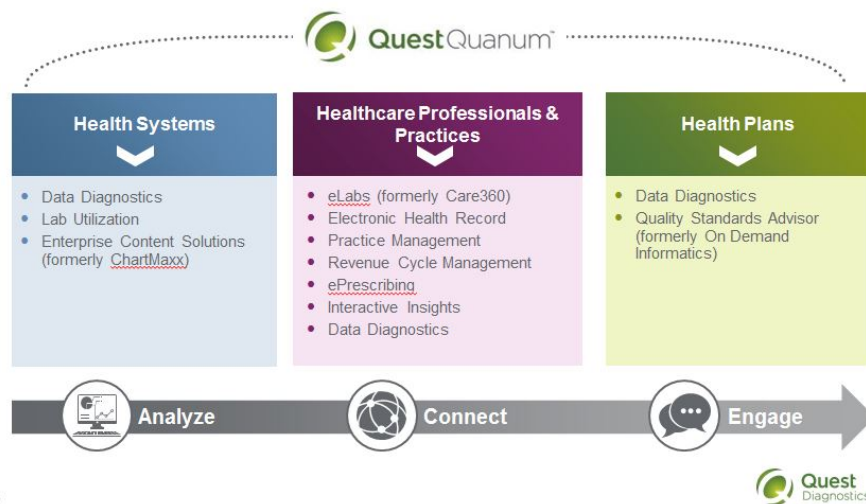 Quest Quanum™
Health Systems
Data Diagnostics
Lab Utilization
Enterprise Content Solutions
(formerly ChartMaxx)
Healthcare Professionals &
Practices
eLabs (formerly Care360)
Electronic Health Record
Practice Management
Revenue Cycle Management
ePrescribing
Interactive Insights
Data Diagnostics
Health Plans
Data Diagnostics
Quality Standards Advisor
(formerly On Demand
Informatics)
Analyze
Connect
Engage
Quest
Diagnostics